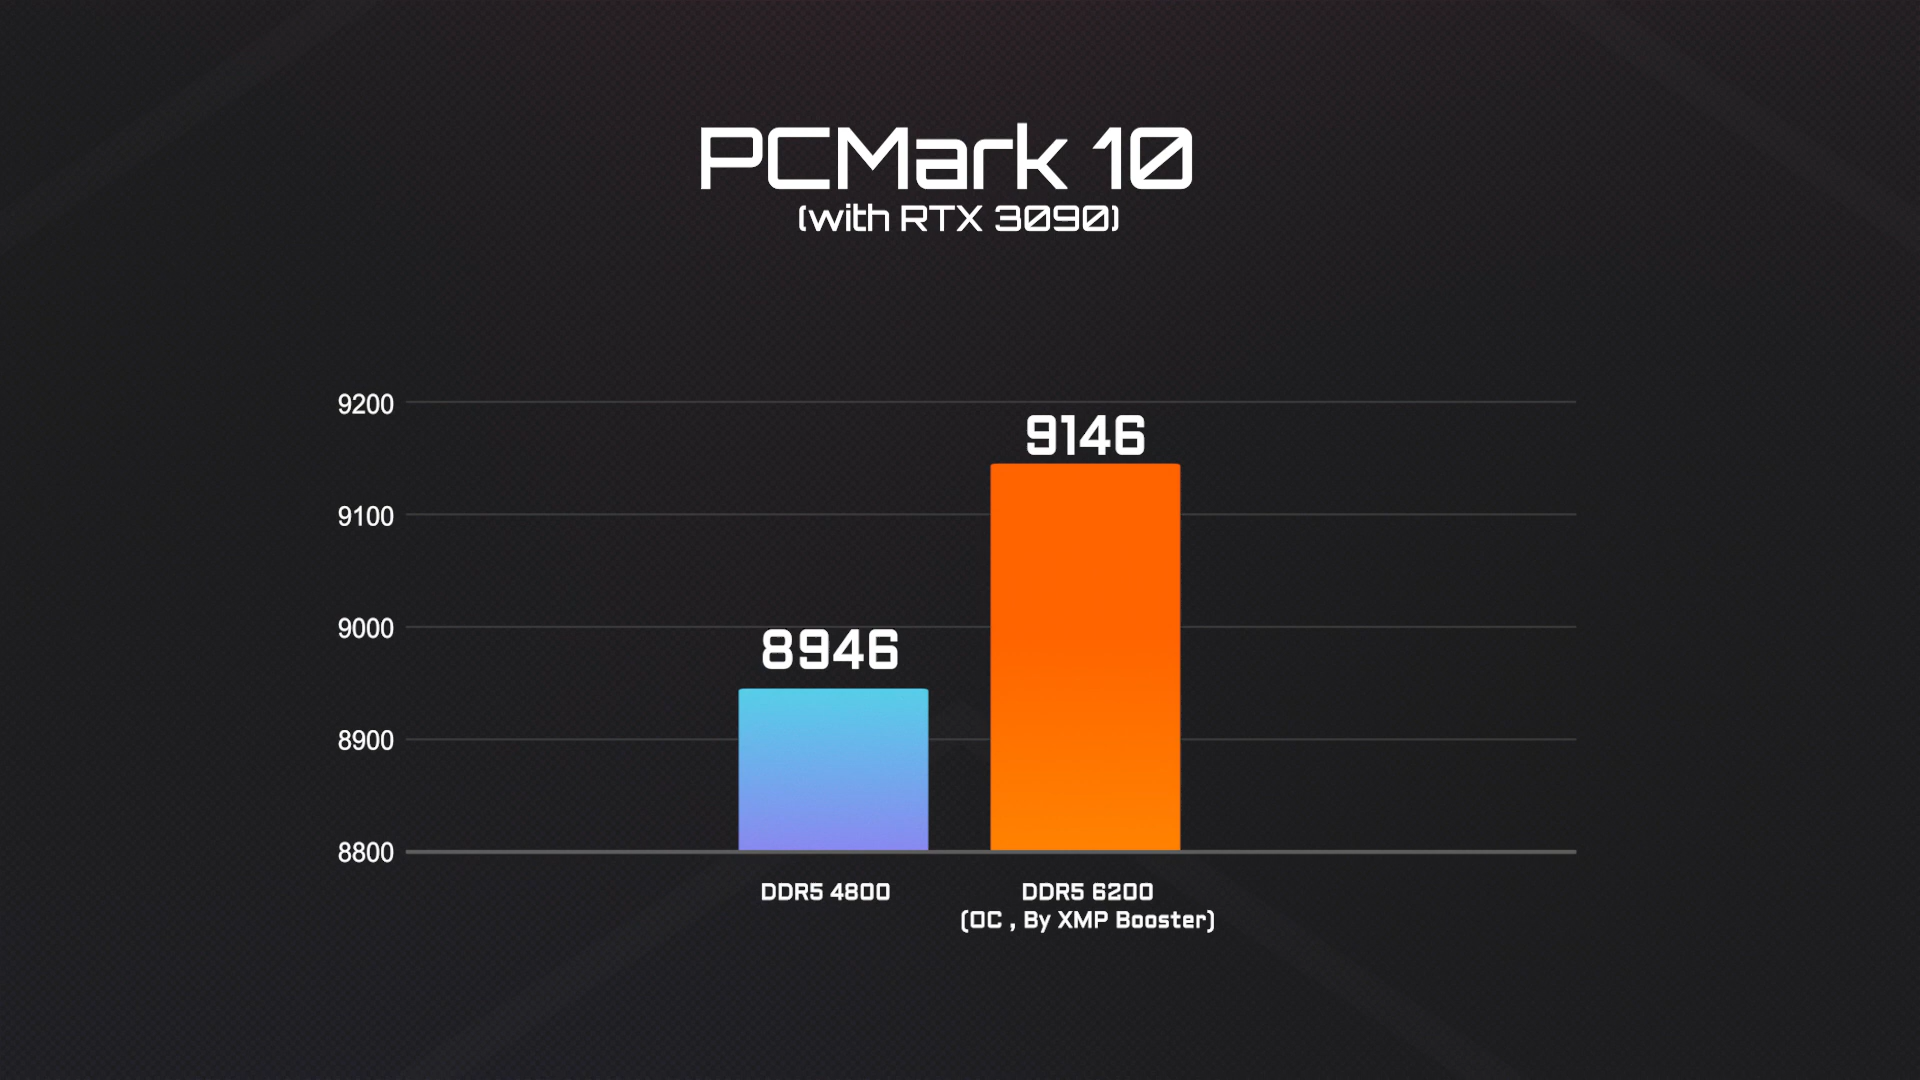 PCMark 10
(with RTX 3090)
9200
9146
9100
9000
8946
8900
8800
DDR5 4800
DDR5 6200
(OC , By XMP Booster)